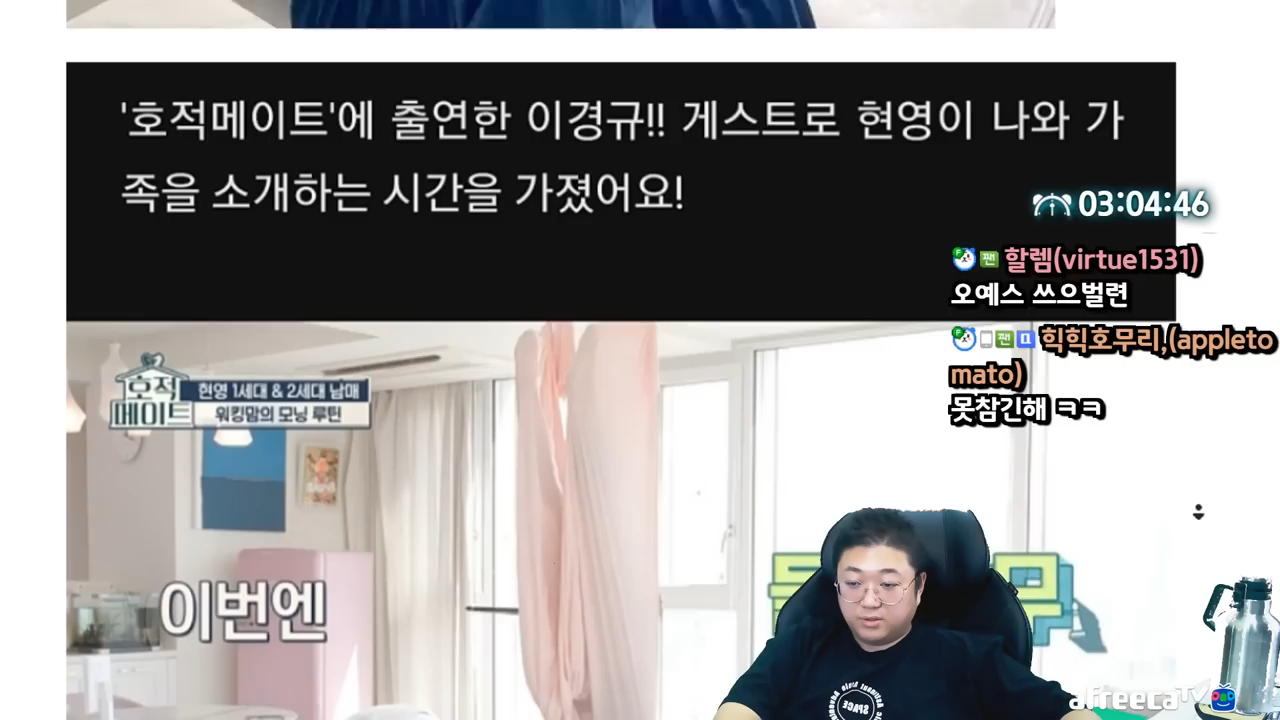 '호적메이트'에 출연한 이경규!! 게스트로 현영이 나와 가
족을 소개하는 시간을 가졌어요!
03:04:46
할렘(virtue1531)
오예스 쓰으벌련
힉힉호무리,(appleto
mato)
못참긴해 ㅋㅋ
호적
메이트
현영 1세대 & 2세대 남매
워킹맘의 모닝 루틴
이번엔
SPACE
afreecaTV